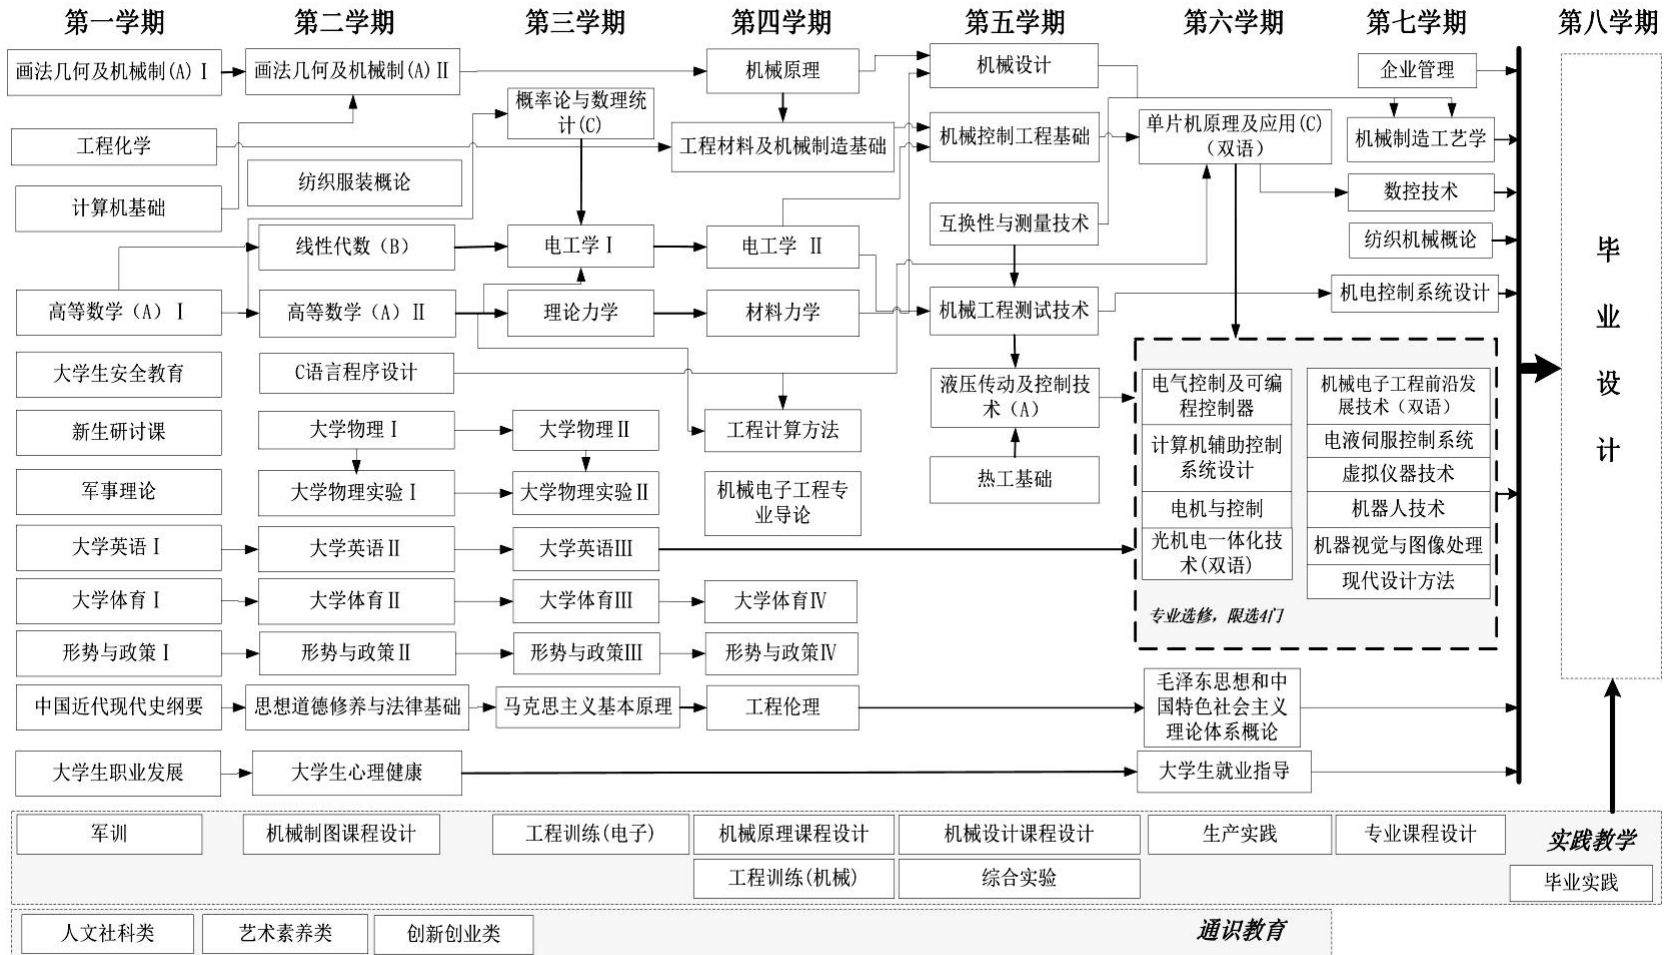 第一学期
第二学期
第三学期
第四学期
第五学期
第六学期
第七学期
第八学期
画法几何及机械制(A)Ⅰ
画法几何及机械制(A)Ⅱ
机械原理
机械设计
企业管理
概率论与数理统
计(C)
工程化学
工程材料及机械制造基础
机械控制工程基础
单片机原理及应用(C)
（双语）
机械制造工艺学
纺织服装概论
计算机基础
数控技术
互换性与测量技术
线性代数（B）
电工学Ⅰ
电工学 Ⅱ
纺织机械概论
高等数学（A）Ⅰ
高等数学（A）Ⅱ
理论力学
材料力学
机械工程测试技术
机电控制系统设计
大学生安全教育
C语言程序设计
液压传动及控制技
术（A）
电气控制及可编
程控制器
机械电子工程前沿发
展技术（双语）
新生研讨课
大学物理Ⅰ
大学物理Ⅱ
工程计算方法
计算机辅助控制
系统设计
电液伺服控制系统
虚拟仪器技术
军事理论
大学物理实验Ⅰ
大学物理实验Ⅱ
机械电子工程专
业导论
热工基础
电机与控制
机器人技术
大学英语Ⅰ
大学英语Ⅱ
大学英语Ⅲ
光机电一体化技
术(双语)
机器视觉与图像处理
现代设计方法
大学体育Ⅰ
大学体育Ⅱ
大学体育Ⅲ
大学体育Ⅳ
专业选修，限选4门
形势与政策Ⅰ
形势与政策Ⅱ
形势与政策Ⅲ
形势与政策Ⅳ
中国近代现代史纲要
思想道德修养与法律基础
马克思主义基本原理
工程伦理
毛泽东思想和中
国特色社会主义
理论体系概论
大学生职业发展
大学生心理健康
大学生就业指导
毕
业
设
计
军训
机械制图课程设计
工程训练(电子)
机械原理课程设计
机械设计课程设计
生产实践
专业课程设计
实践教学
工程训练(机械)
综合实验
毕业实践
人文社科类
艺术素养类
创新创业类
通识教育